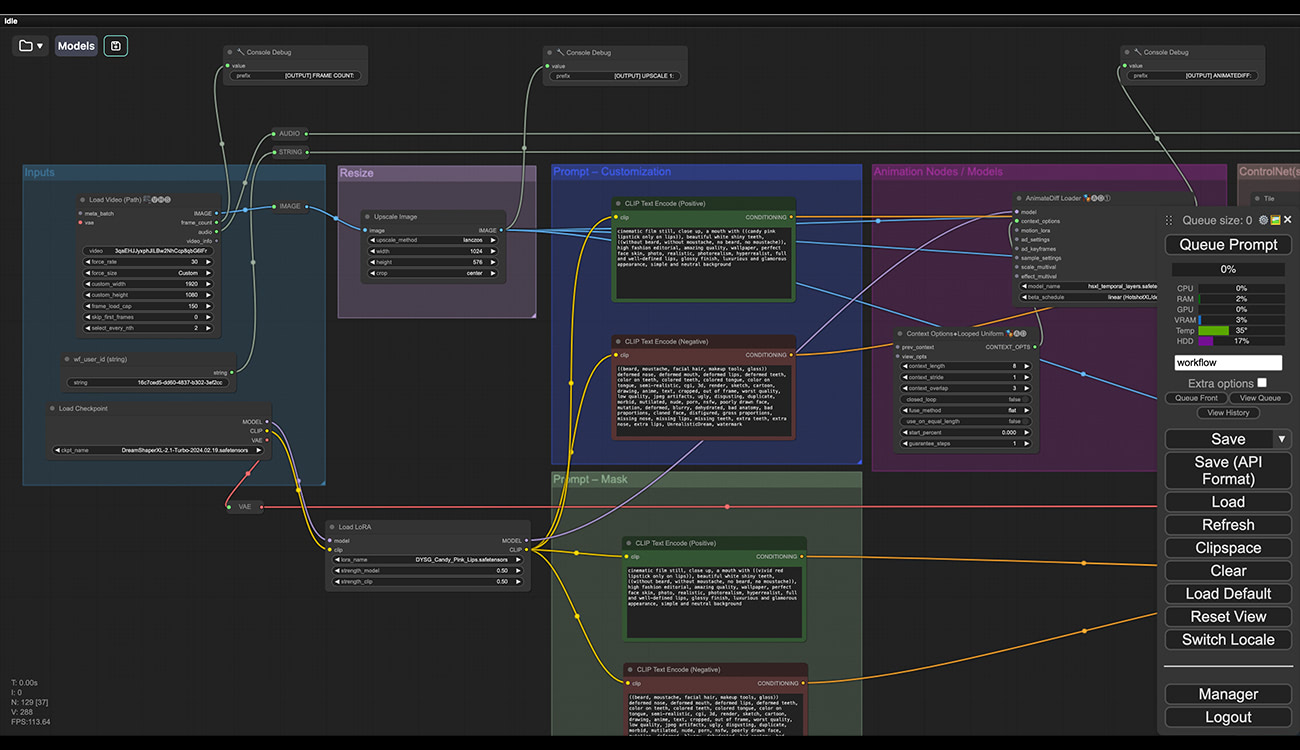 Idle
Models
Console Debug
value
prefix [OUTPUT] FRAME COUNT:
Console Debug
value
prefix [OUTPUT] UPSCALE 1:
Console Debug
value
prefix [OUTPUT] ANIMATEDIFF:
AUDIO
STRING
Inputs
Load Video (Path)
meta_batch IMAGE
vae frame_count
audio
video_info
video
force_rate 30
force_size Custom
custom_width 1920
custom_height 1080
frame_load_cap 150
skip_first_frames 0
select_every_nth 2
IMAGE
wf_user_id (string)
string
string 16c7ced5-dd60-4837-b302-3ef2cc
Load Checkpoint
MODEL
CLIP
VAE
ckpt_name DreamShaperXL-2.1-Turbo-2024.02.19.safetensors
VAE
Resize
Upscale Image
image IMAGE
upscale_method lanczos
width 1024
height 576
crop center
Load LoRA
model MODEL
clip CLIP
lora_name DYSG_Candy_Pink_Lips.safetensors
strength_model 0.50
strength_clip 0.50
Prompt – Customization
CLIP Text Encode (Positive)
clip CONDITIONING
cinematic film still, close up, a mouth with ((candy pink
lipstick only on lips)), beautiful white shiny teeth,
((without beard, without moustache, no beard, no moustache)),
high fashion editorial, amazing quality, wallpaper, perfect
face skin, photo, realistic, photorealism, hyperrealist, full
and well-defined lips, glossy finish, luxurious and glamorous
appearance, simple and neutral background
CLIP Text Encode (Negative)
clip CONDITIONING
((beard, moustache, facial hair, makeup tools, gloss))
deformed nose, deformed mouth, deformed lips, deformed teeth,
color on teeth, colored teeth, colored tongue, color on
tongue, semi-realistic, cgi, 3d, render, sketch, cartoon,
drawing, anime, text, cropped, out of frame, worst quality,
low quality, jpeg artifacts, ugly, disgusting, duplicate,
morbid, mutilated, nude, porn, nsfw, poorly drawn face,
mutation, deformed, blurry, dehydrated, bad anatomy, bad
proportions, cloned face, disfigured, gross proportions,
missing nose, missing lips, missing teeth, extra teeth, extra
nose, extra lips, UnrealisticDream, watermark
Prompt – Mask
CLIP Text Encode (Positive)
clip CONDITIONING
cinematic film still, close up, a mouth with ((vivid red
lipstick only on lips)), beautiful white shiny teeth,
((without beard, without moustache, no beard, no moustache)),
high fashion editorial, amazing quality, wallpaper, perfect
face skin, photo, realistic, photorealism, hyperrealist, full
and well-defined lips, glossy finish, luxurious and glamorous
appearance, simple and neutral background
CLIP Text Encode (Negative)
clip CONDITIONING
((beard, moustache, facial hair, makeup tools, gloss))
deformed nose, deformed mouth, deformed lips, deformed teeth,
color on teeth, colored teeth, colored tongue, color on
tongue, semi-realistic, cgi, 3d, render, sketch, cartoon,
drawing, anime, text, cropped, out of frame, worst quality,
low quality, jpeg artifacts, ugly, disgusting, duplicate,
morbid, mutilated, nude, porn, nsfw, poorly drawn face,
Animation Nodes / Models
AnimateDiff Loader
model
context_options
motion_lora
ad_settings
ad_keyframes
sample_settings
scale_multival
effect_multival
model_name hsxl_temporal_layers.safete
beta_schedule linear (HotshotXL/de
Context Options Looped Uniform
prev_context CONTEXT_OPTS
view_opts
context_length 8
context_stride 1
context_overlap 3
closed_loop false
fuse_method flat
use_on_equal_length false
start_percent 0.000
guarantee_steps 1
ControlNet(s
Tile
Queue size: 0
Queue Prompt
0%
CPU 0%
RAM 2%
GPU 0%
VRAM 3%
Temp 35°
HDD 17%
workflow
Extra options
Queue Front View Queue
View History
Save
Save (API
Format)
Load
Refresh
Clipspace
Clear
Load Default
Reset View
Switch Locale
Manager
Logout
T: 0.00s
I: 0
N: 129 [37]
V: 288
FPS:113.64